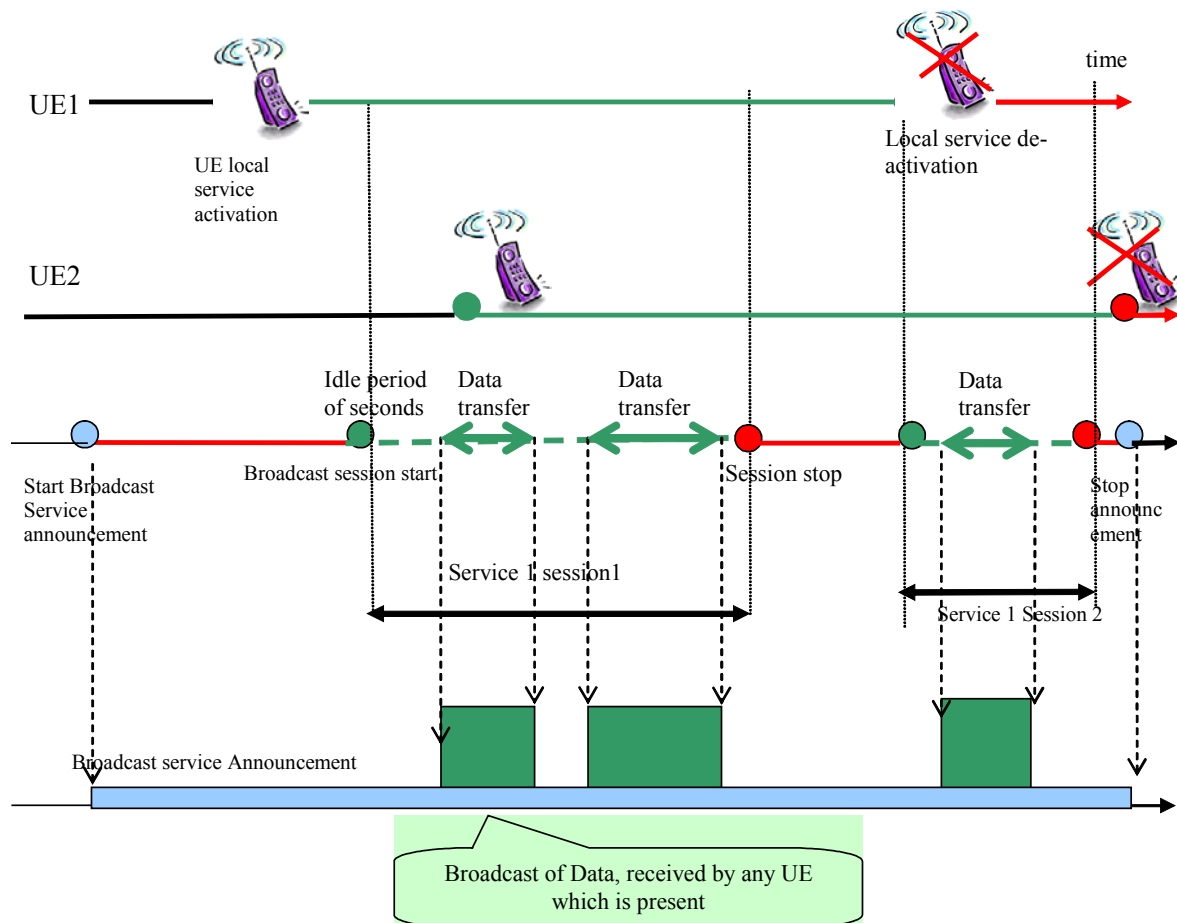 time
UE1
UE local
service
activation
Local service de-
activation
UE2
Idle period
of seconds
Data
transfer
Data
transfer
Data
transfer
Start Broadcast
Service
announcement
Broadcast session start
Session stop
Stop
announc
ement
Service 1 session1
Service 1 Session 2
Broadcast service Announcement
Broadcast of Data, received by any UE
which is present